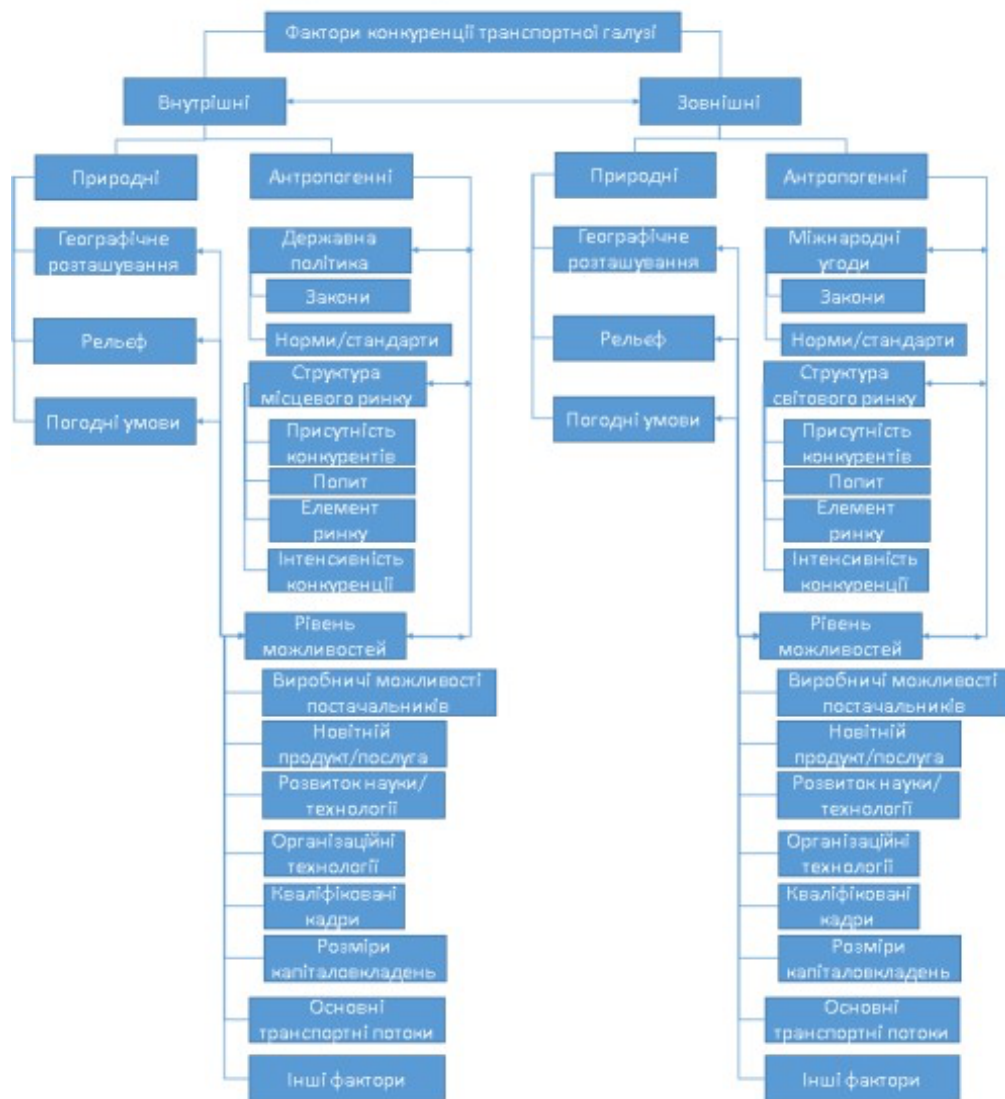 Фактори конкуренції транспортної галузі
Внутрішні
Зовнішні
Природні
Антропогенні
Географічне
розташування
Рельєф
Погодні умови
Державна
політика
Закони
Норми/стандарти
Структура
місцевого ринку
Присутність
конкурентів
Попит
Елемент
ринку
Інтенсивність
конкуренції
Рівень
можливостей
Виробничі можливості
постачальників
Новітній
продукт/послуга
Розвиток науки/
технології
Організаційні
технології
Кваліфіковані
кадри
Розміри
капіталовкладень
Основні
транспортні потоки
Інші фактори
Природні
Антропогенні
Географічне
розташування
Рельєф
Погодні умови
Міжнародні
угоди
Закони
Норми/стандарти
Структура
світового ринку
Присутність
конкурентів
Попит
Елемент
ринку
Інтенсивність
конкуренції
Рівень
можливостей
Виробничі можливості
постачальників
Новітній
продукт/послуга
Розвиток науки/
технології
Організаційні
технології
Кваліфіковані
кадри
Розміри
капіталовкладень
Основні
транспортні потоки
Інші фактори